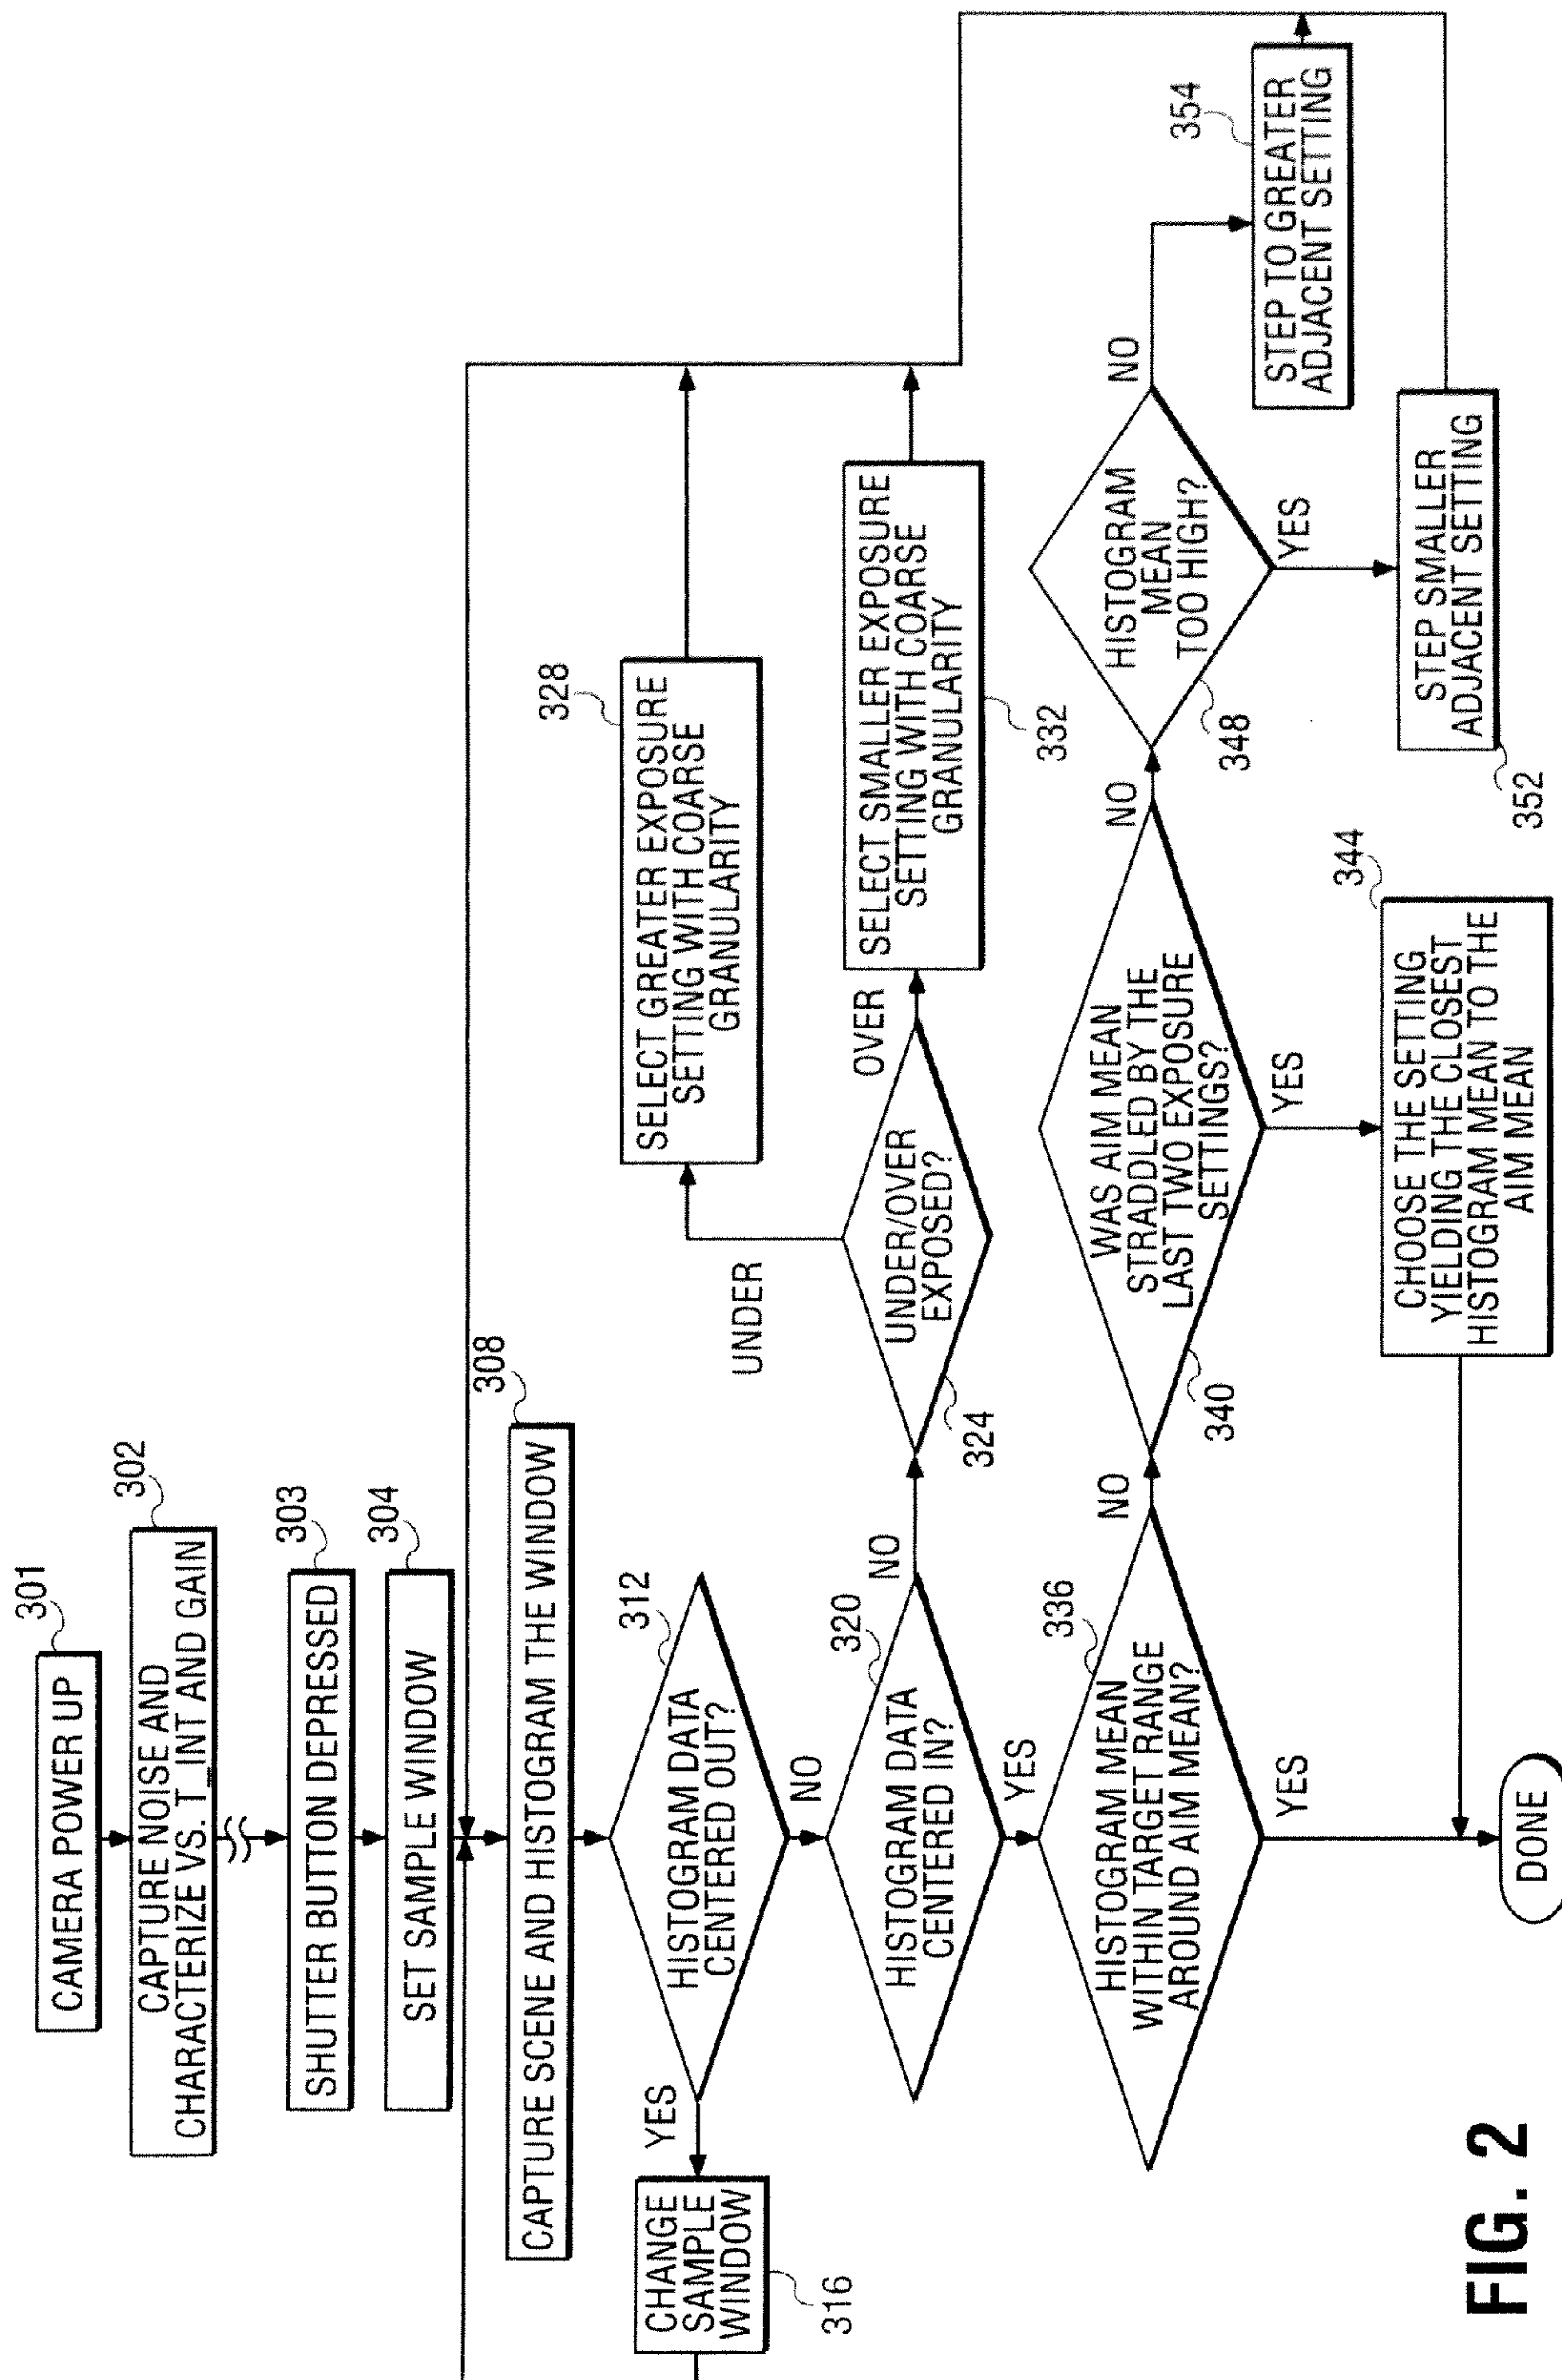 301
CAMERA POWER UP
302
CAPTURE NOISE AND
CHARACTERIZE VS. T_INT AND GAIN
303
SHUTTER BUTTON DEPRESSED
304
SET SAMPLE WINDOW
308
CAPTURE SCENE AND HISTOGRAM THE WINDOW
312
HISTOGRAM DATA
CENTERED OUT?
YES
CHANGE
SAMPLE
WINDOW
316
NO
320
HISTOGRAM DATA
CENTERED IN?
NO
UNDER/OVER
EXPOSED?
324
UNDER
328
SELECT GREATER EXPOSURE
SETTING WITH COARSE
GRANULARITY
OVER
SELECT SMALLER EXPOSURE
SETTING WITH COARSE
GRANULARITY
332
YES
336
HISTOGRAM MEAN
WITHIN TARGET RANGE
AROUND AIM MEAN?
NO
WAS AIM MEAN
STRADDLED BY THE
LAST TWO EXPOSURE
SETTINGS?
340
NO
HISTOGRAM
MEAN
TOO HIGH?
348
NO
354
STEP TO GREATER
ADJACENT SETTING
YES
STEP SMALLER
ADJACENT SETTING
352
YES
344
CHOOSE THE SETTING
YIELDING THE CLOSEST
HISTOGRAM MEAN TO THE
AIM MEAN
YES
DONE
FIG. 2